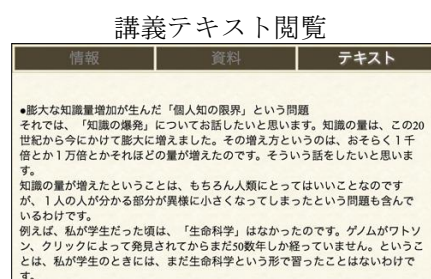 講義テキスト閲覧
情報 資料 テキスト
●膨大な知識量増加が生んだ「個人知の限界」という問題
それでは、「知識の爆発」についてお話したいと思います。知識の量は、この20
世紀から今にかけて膨大に増えました。その増え方というのは、おそらく1千
倍とか1万倍とかそれほどの量が増えたのです。そういう話をしたいと思いま
す。
知識の量が増えたということは、もちろん人類にとってはいいことなのです
が、1人の人が分かる部分が異様に小さくなってしまったという問題も含んで
いるわけです。
例えば、私が学生だった頃は、「生命科学」はなかったのです。ゲノムがワトソ
ン、クリックによって発見されてからまだ50数年しか経っていません。というこ
とは、私が学生のときには、まだ生命科学という形で習ったことはないわけで
す。